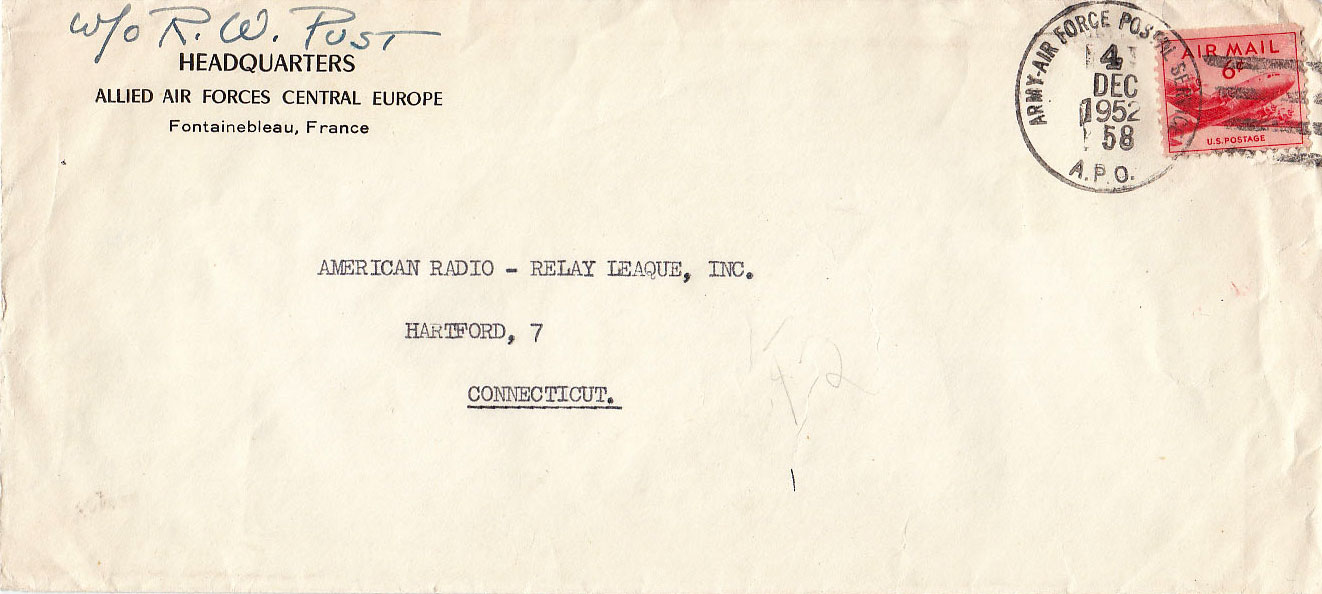 W/O R. W. POST
HEADQUARTERS
ALLIED AIR FORCES CENTRAL EUROPE
Fontainebleau, France
ARMY-AIR FORCE POSTAL SERVICE
4
DEC
1952
58
A.P.O.
AIR MAIL
6¢
U.S. POSTAGE
AMERICAN RADIO - RELAY LEAQUE, INC.
HARTFORD, 7
CONNECTICUT.